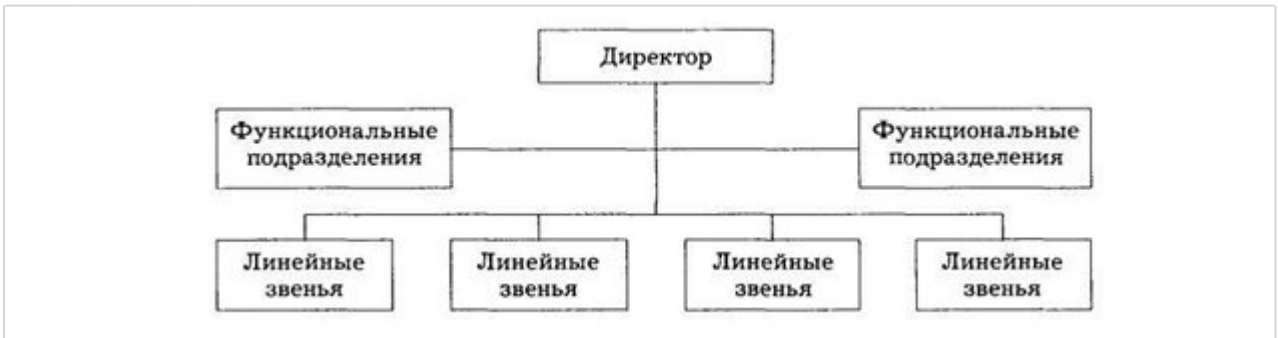 Директор
Функциональные
подразделения
Функциональные
подразделения
Линейные
звенья
Линейные
звенья
Линейные
звенья
Линейные
звенья